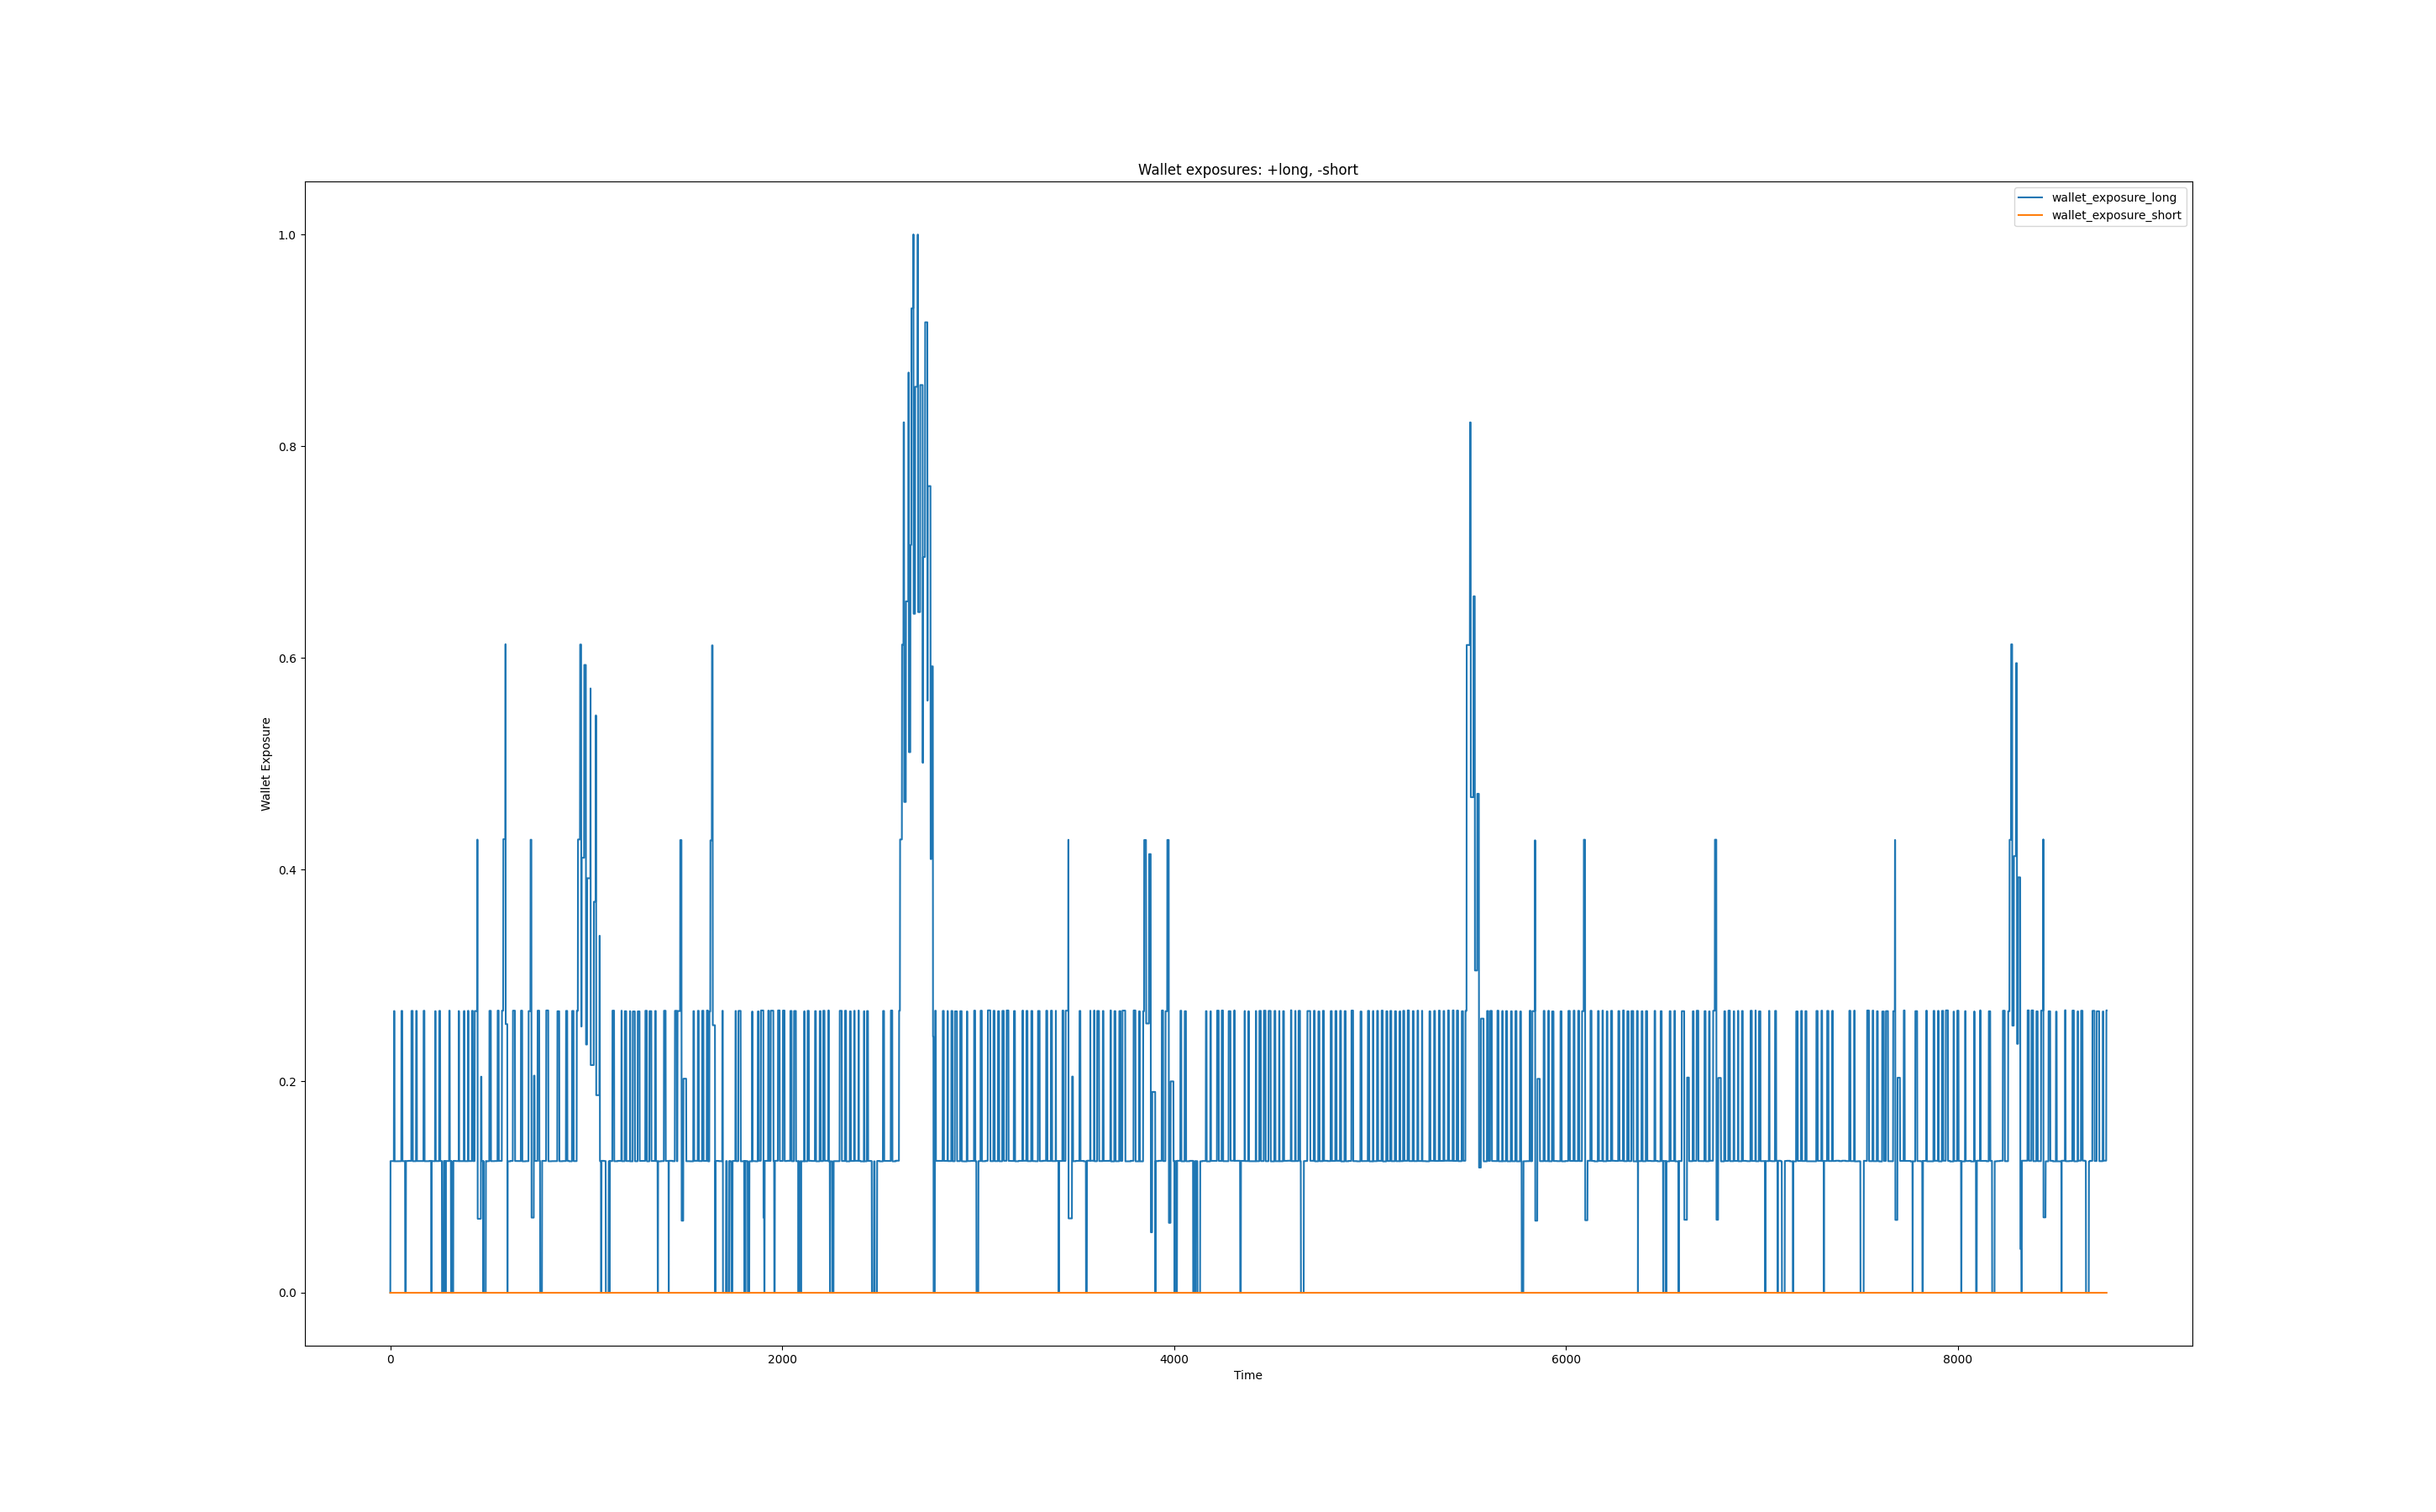 Wallet exposures: +long, -short
wallet_exposure_long
wallet_exposure_short
1.0
0.8
0.6
0.4
0.2
0.0
Wallet Exposure
0 2000 4000 6000 8000
Time